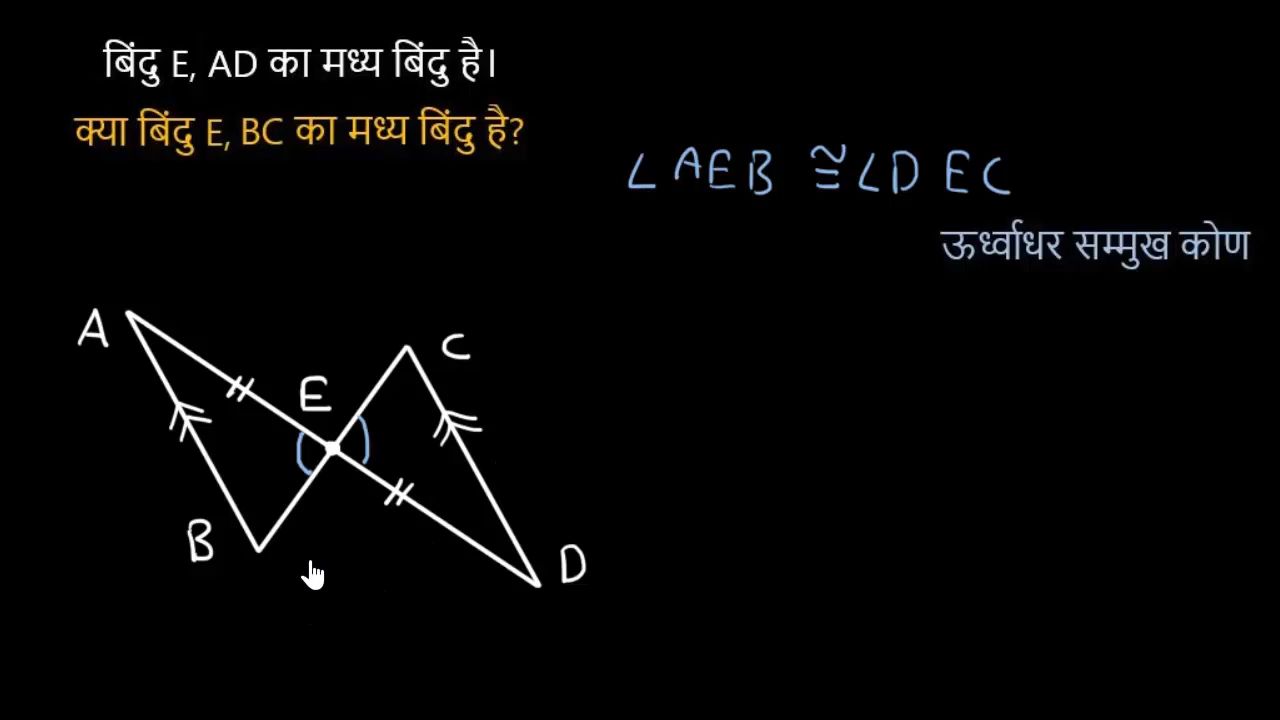 बिंदु E, AD का मध्य बिंदु है।
क्या बिंदु E, BC का मध्य बिंदु है?
∠AEB ≅ ∠DEC
ऊर्ध्वाधर सम्मुख कोण
A
C
E
B
D